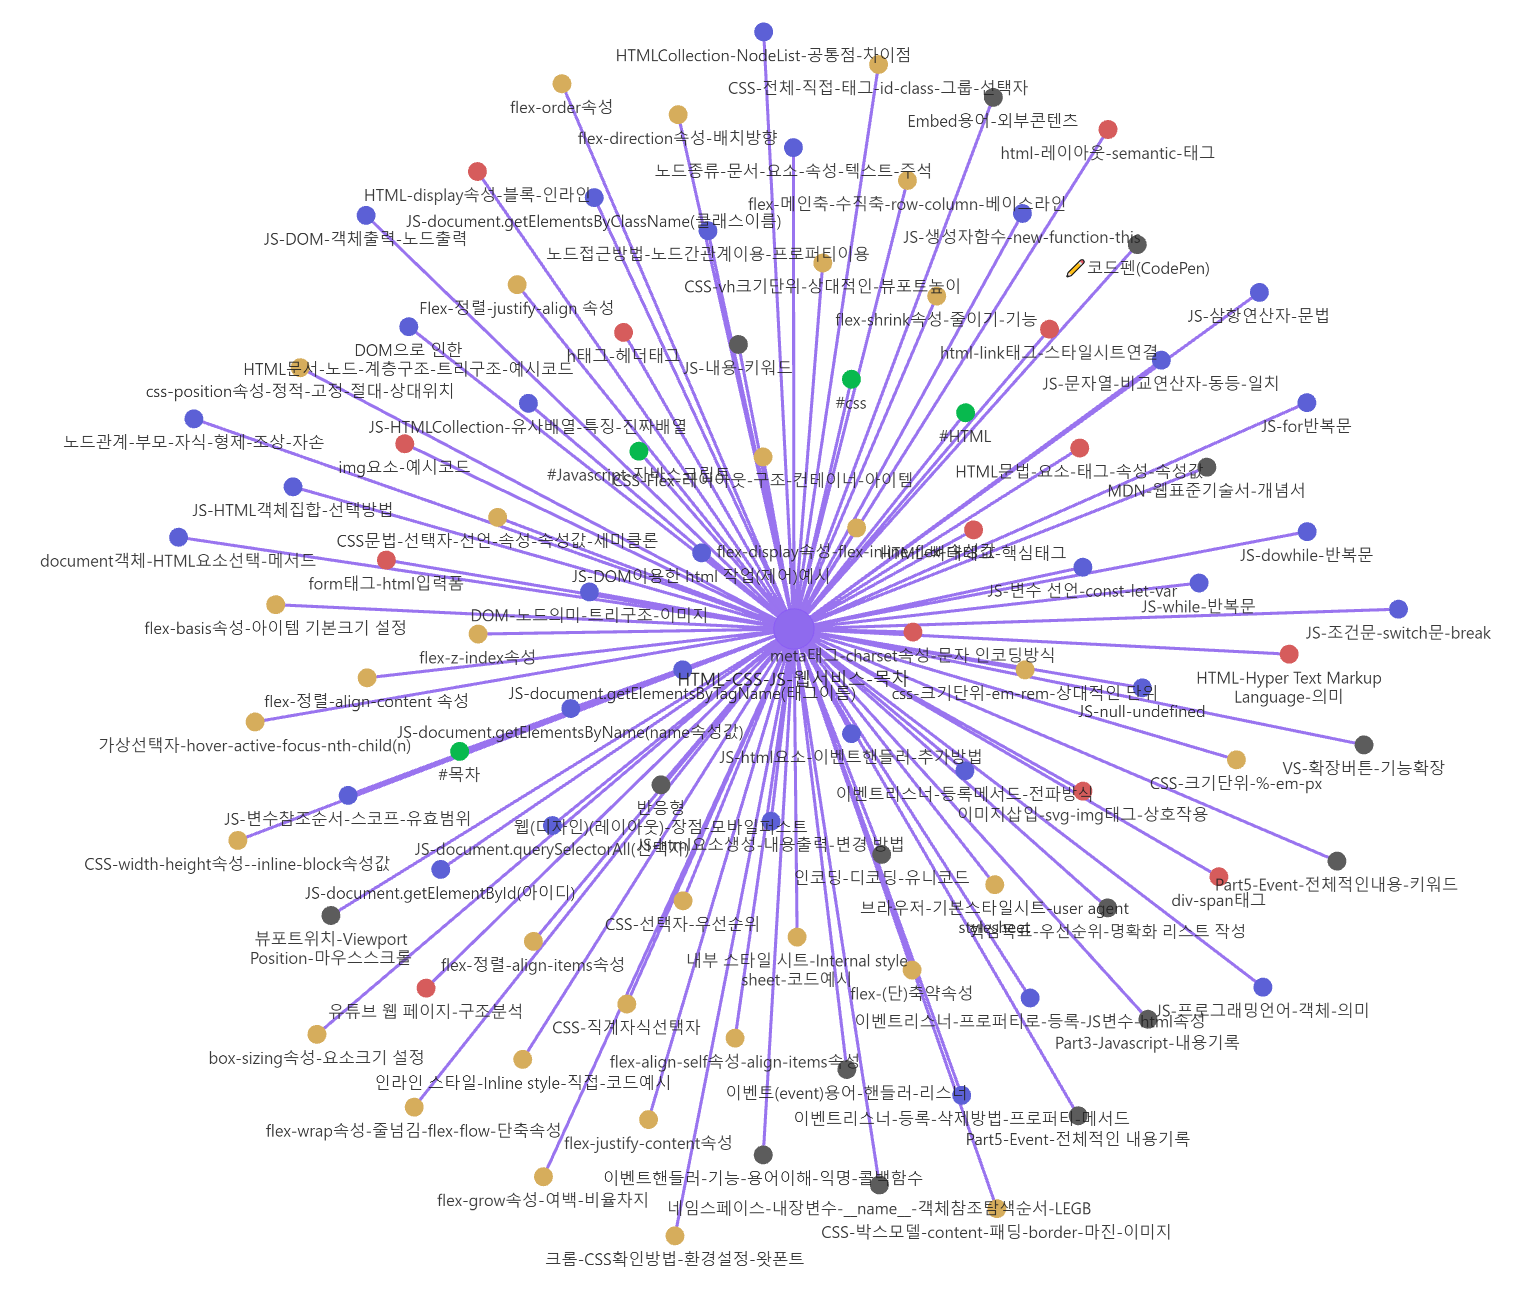 HTMLCollection-NodeList-공통점-차이점
CSS-전체-직접-태그-id-class-그룹-선택자
flex-order속성
Embed용어-외부콘텐츠
flex-direction속성-배치방향
html-레이아웃-semantic-태그
노드종류-문서-요소-속성-텍스트-주석
HTML-display속성-블록-인라인
flex-메인축-수직축-row-column-베이스라인
JS-document.getElementsByClassName(클래스이름)
JS-DOM-객체출력-노드출력
JS-생성자함수-new-function-this
노드접근방법-노드간관계이용-프로퍼티이용
코드펜(CodePen)
CSS-vh크기단위-상대적인-뷰포트높이
Flex-정렬-justify-align 속성
JS-삼항연산자-문법
flex-shrink속성-줄이기-기능
DOM으로 인한
HTML문서-노드-계층구조-트리구조-예시코드
h태그-헤더태그
html-link태그-스타일시트연결
JS-내용-키워드
JS-문자열-비교연산자-동등-일치
css-position속성-정적-고정-절대-상대위치
#css
JS-HTMLCollection-유사배열-특징-진짜배열
JS-for반복문
#HTML
노드관계-부모-자식-형제-조상-자손
img요소-예시코드
HTML문법-요소-태그-속성-속성값
#Javascript-자바스크립트
CSS-Flex-레이아웃-구조-컨테이너-아이템
MDN-웹표준기술서-개념서
JS-HTML객체집합-선택방법
CSS문법-선택자-선언-속성-속성값-세미콜론
flex-display속성-flex-inline-flex-속성값
JS-dowhile-반복문
document객체-HTML요소선택-메서드
JS-DOM이용한 html 작업(제어)예시
form태그-html입력폼
JS-변수 선언-const-let-var
JS-while-반복문
DOM-노드의미-트리구조-이미지
flex-basis속성-아이템 기본크기 설정
JS-조건문-switch문-break
flex-z-index속성
meta태그-charset속성-문자 인코딩방식
HTML-Hyper Text Markup
Language-의미
HTML-CSS-JS-웹서비스-목차
JS-document.getElementsByTagName(태그이름)
css-크기단위-em-rem-상대적인 단위
flex-정렬-align-content 속성
JS-null-undefined
JS-document.getElementsByName(name속성값)
가상선택자-hover-active-focus-nth-child(n)
JS-html요소-이벤트핸들러-추가방법
VS-확장버튼-기능확장
#목차
CSS-크기단위-%-em-px
이벤트리스너-등록메서드-전파방식
반응형
웹(디자인)(레이아웃)-장점-모바일퍼스트
이미지삽입-svg-img태그-상호작용
JS-변수참조순서-스코프-유효범위
JS-html요소생성-내용출력-변경 방법
JS-document.querySelectorAll(선택자)
CSS-width-height속성--inline-block속성값
인코딩-디코딩-유니코드
Part5-Event-전체적인내용-키워드
JS-document.getElementById(아이디)
div-span태그
브라우저-기본스타일시트-user agent
stylesheet
CSS-선택자-우선순위
뷰포트위치-Viewport
Position-마우스스크롤
내부 스타일 시트-Internal style
sheet-코드예시
flex-정렬-align-items속성
flex-(단)축약속성
유튜브 웹 페이지-구조분석
JS-프로그래밍언어-객체-의미
이벤트리스너-프로퍼티로-등록-JS변수-html속성
CSS-직계자식선택자
Part3-Javascript-내용기록
box-sizing속성-요소크기 설정
flex-align-self속성-align-items속성
인라인 스타일-Inline style-직접-코드예시
이벤트(event)용어-핸들러-리스너
이벤트리스너-등록-삭제방법-프로퍼티-메서드
flex-wrap속성-줄넘김-flex-flow-단축속성
Part5-Event-전체적인 내용기록
flex-justify-content속성
이벤트핸들러-기능-용어이해-익명-콜백함수
flex-grow속성-여백-비율차지
네임스페이스-내장변수-__name__-객체참조탐색순서-LEGB
CSS-박스모델-content-패딩-border-마진-이미지
크롬-CSS확인방법-환경설정-왓폰트